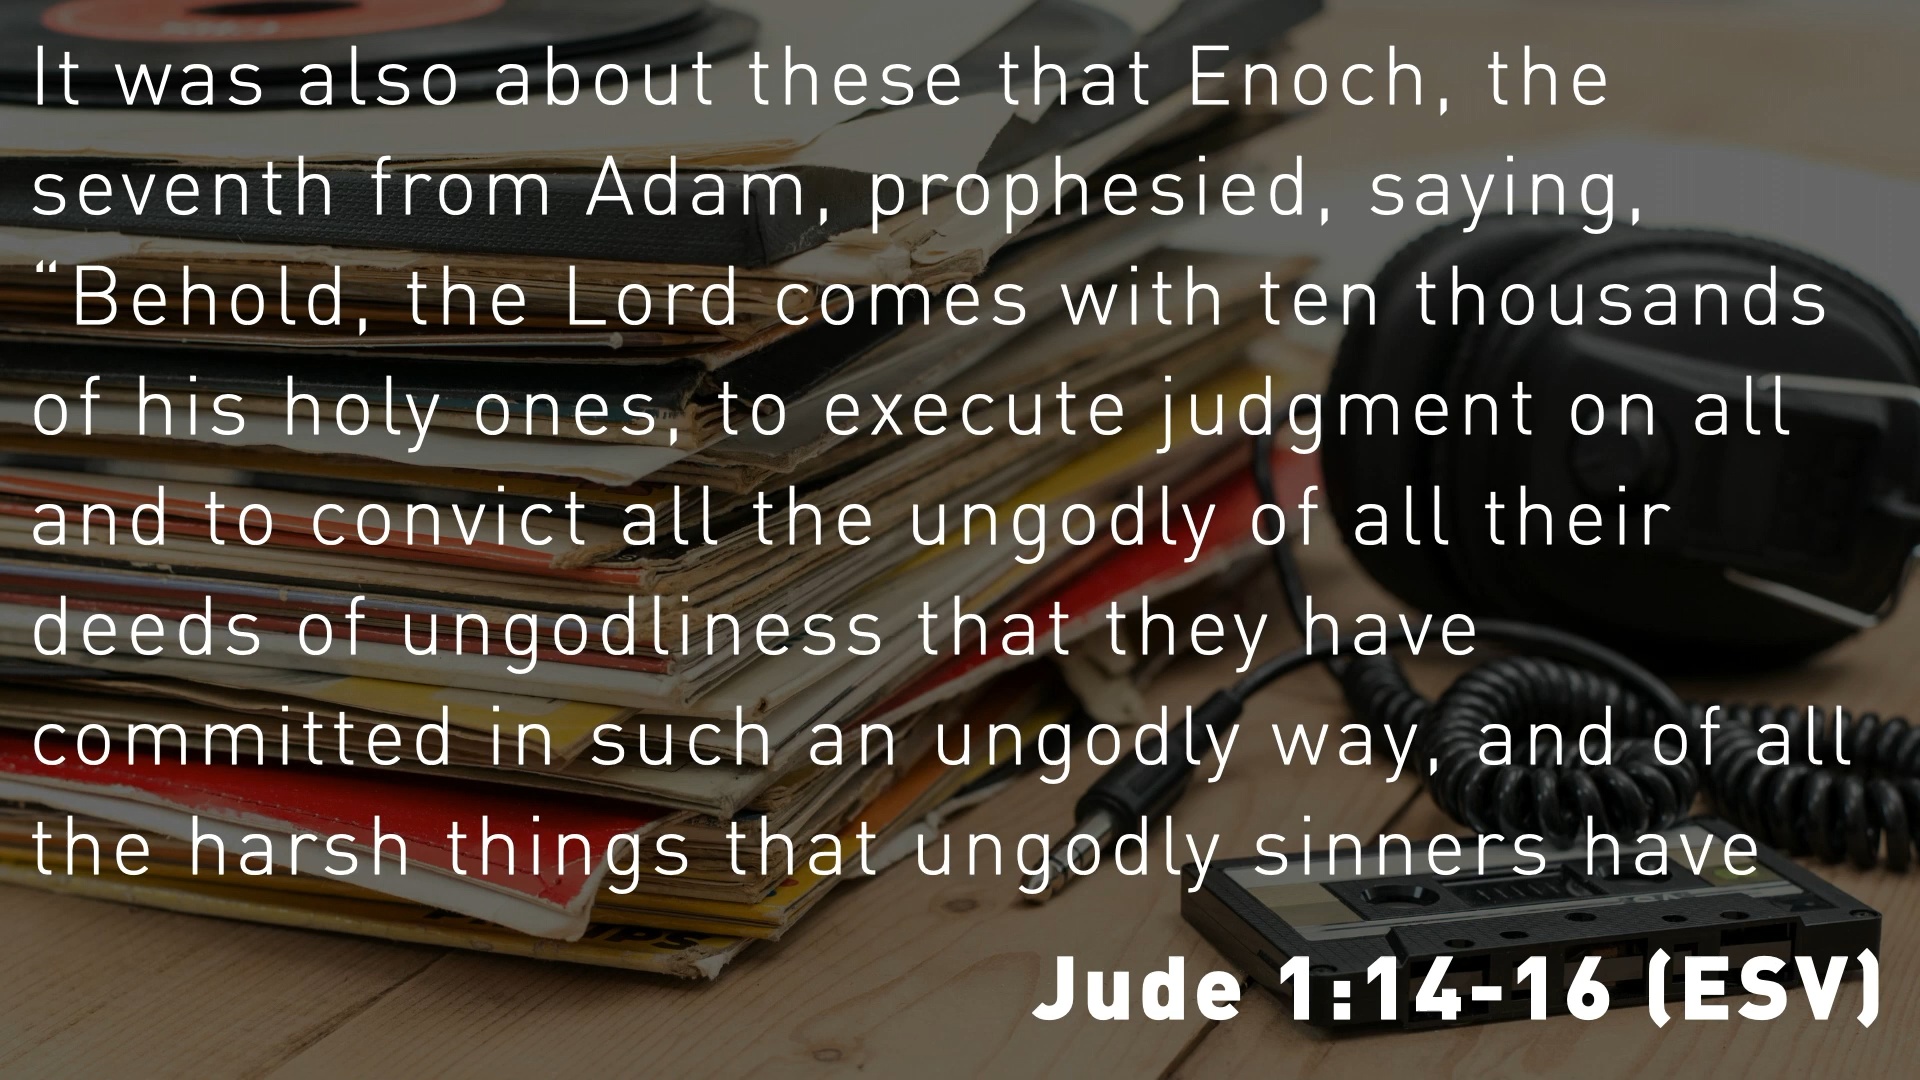 It was also about these that Enoch, the
seventh from Adam, prophesied, saying,
“Behold, the Lord comes with ten thousands
of his holy ones, to execute judgment on all
and to convict all the ungodly of all their
deeds of ungodliness that they have
committed in such an ungodly way, and of all
the harsh things that ungodly sinners have
Jude 1:14-16 (ESV)